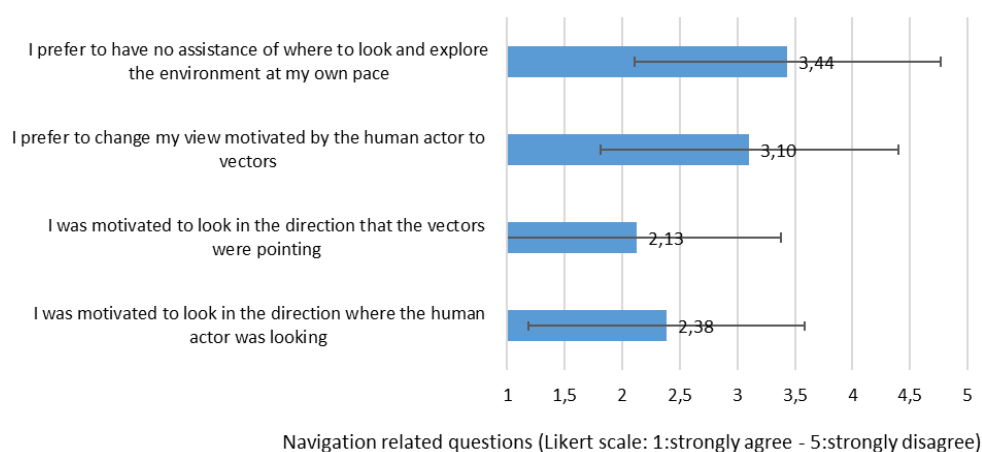 I prefer to have no assistance of where to look and explore
the environment at my own pace
3,44
I prefer to change my view motivated by the human actor to
vectors
3,10
I was motivated to look in the direction that the vectors
were pointing
2,13
I was motivated to look in the direction where the human
actor was looking
2,38
1 1,5 2 2,5 3 3,5 4 4,5 5
Navigation related questions (Likert scale: 1:strongly agree - 5:strongly disagree)